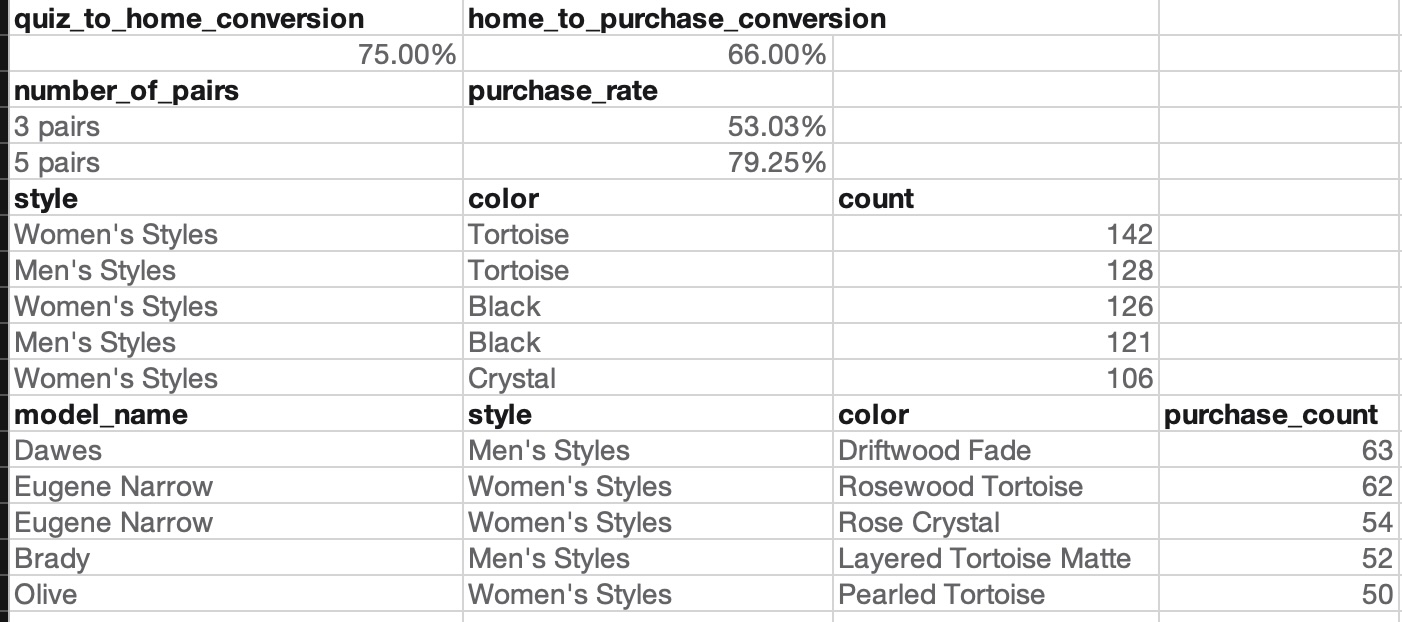 quiz_to_home_conversion home_to_purchase_conversion
75.00% 66.00%
number_of_pairs purchase_rate
3 pairs 53.03%
5 pairs 79.25%
style color count
Women's Styles Tortoise 142
Men's Styles Tortoise 128
Women's Styles Black 126
Men's Styles Black 121
Women's Styles Crystal 106
model_name style color purchase_count
Dawes Men's Styles Driftwood Fade 63
Eugene Narrow Women's Styles Rosewood Tortoise 62
Eugene Narrow Women's Styles Rose Crystal 54
Brady Men's Styles Layered Tortoise Matte 52
Olive Women's Styles Pearled Tortoise 50